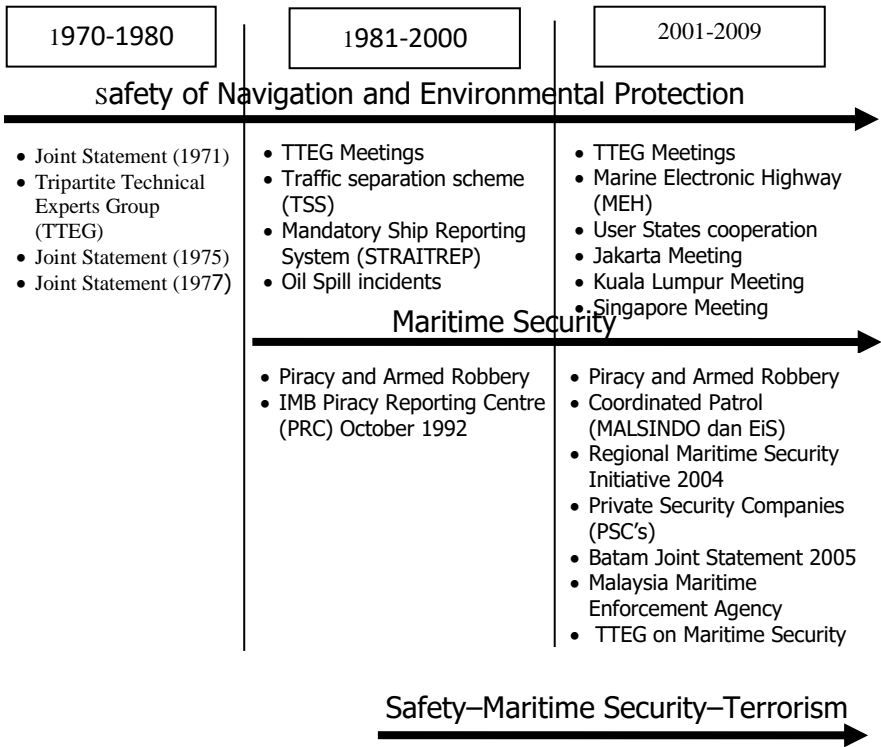 1970-1980
1981-2000
2001-2009
Safety of Navigation and Environmental Protection
• Joint Statement (1971)
• Tripartite Technical
Experts Group
(TTEG)
• Joint Statement (1975)
• Joint Statement (1977)
• TTEG Meetings
• Traffic separation scheme
(TSS)
• Mandatory Ship Reporting
System (STRAITREP)
• Oil Spill incidents
• TTEG Meetings
• Marine Electronic Highway
(MEH)
• User States cooperation
• Jakarta Meeting
• Kuala Lumpur Meeting
• Singapore Meeting
Maritime Security
• Piracy and Armed Robbery
• IMB Piracy Reporting Centre
(PRC) October 1992
• Piracy and Armed Robbery
• Coordinated Patrol
(MALSINDO dan EiS)
• Regional Maritime Security
Initiative 2004
• Private Security Companies
(PSC's)
• Batam Joint Statement 2005
• Malaysia Maritime
Enforcement Agency
• TTEG on Maritime Security
Safety–Maritime Security–Terrorism